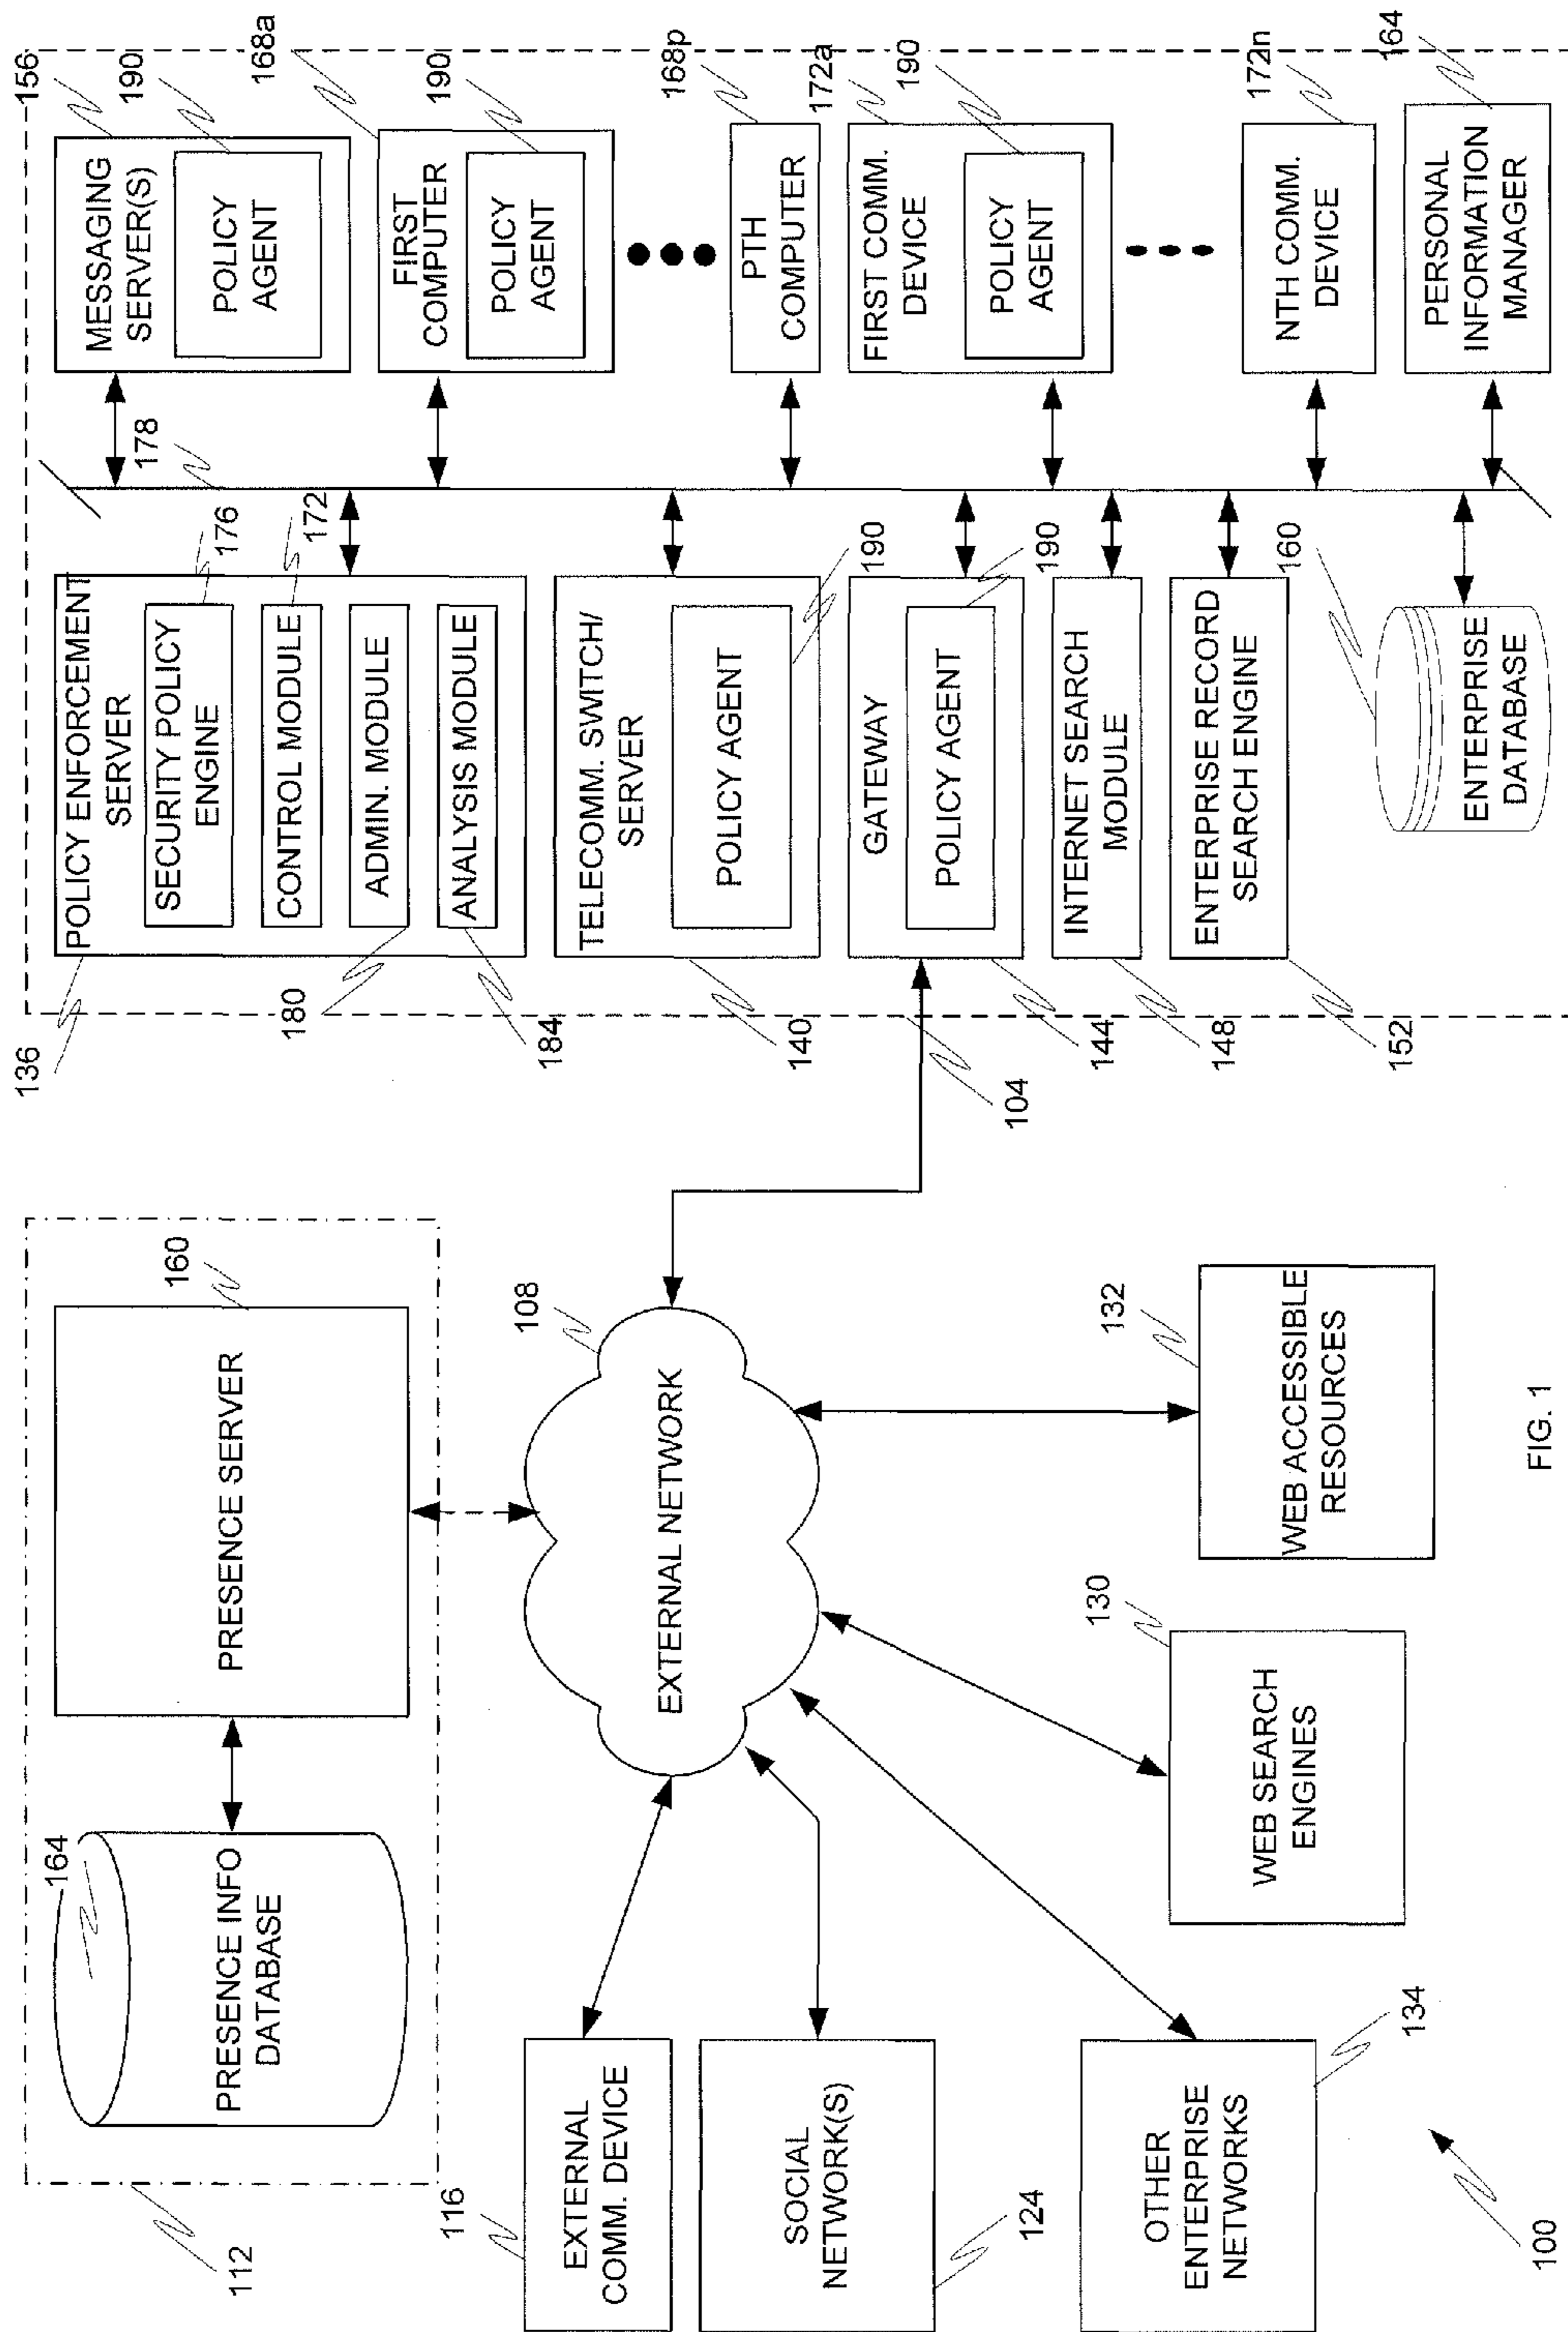 112
164
PRESENCE INFO
DATABASE
PRESENCE SERVER
160
116
EXTERNAL
COMM. DEVICE
SOCIAL
NETWORK(S)
124
OTHER
ENTERPRISE
NETWORKS
134
EXTERNAL NETWORK
108
130
WEB SEARCH
ENGINES
132
WEB ACCESSIBLE
RESOURCES
100
FIG. 1
104
136
POLICY ENFORCEMENT
SERVER
SECURITY POLICY
ENGINE
176
CONTROL MODULE
172
ADMIN. MODULE
180
ANALYSIS MODULE
184
TELECOMM. SWITCH/
SERVER
POLICY AGENT
190
140
GATEWAY
POLICY AGENT
190
144
INTERNET SEARCH
MODULE
148
ENTERPRISE RECORD
SEARCH ENGINE
152
160
ENTERPRISE
DATABASE
178
156
MESSAGING
SERVER(S)
190
POLICY
AGENT
168a
FIRST
COMPUTER
190
POLICY
AGENT
168p
PTH
COMPUTER
172a
FIRST COMM.
DEVICE
190
POLICY
AGENT
172n
NTH COMM.
DEVICE
164
PERSONAL
INFORMATION
MANAGER